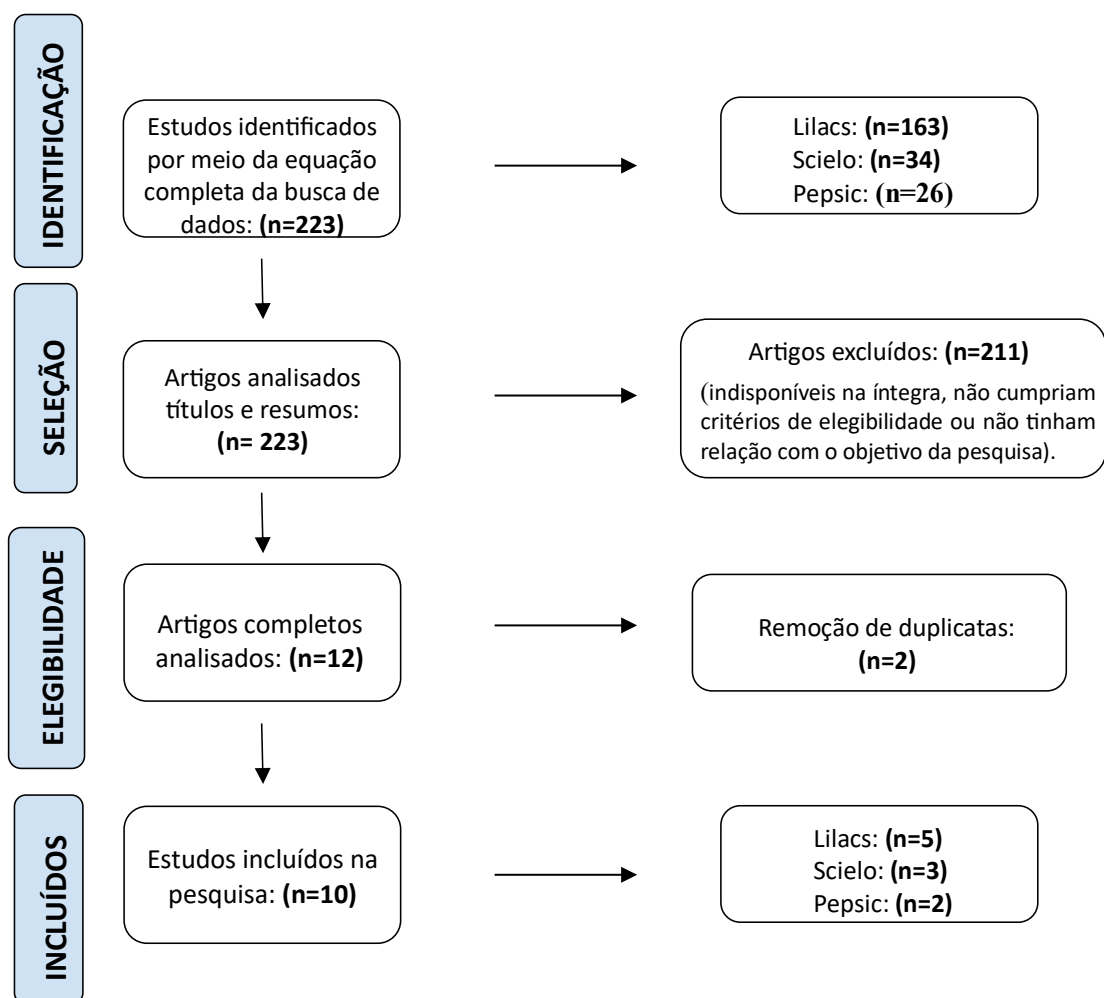 IDENTIFICAÇÃO
Estudos identificados
por meio da equação
completa da busca de
dados: (n=223)
Lilacs: (n=163)
Scielo: (n=34)
Pepsic: (n=26)
SELEÇÃO
Artigos analisados
títulos e resumos:
(n= 223)
Artigos excluídos: (n=211)
(indisponíveis na íntegra, não cumpriam
critérios de elegibilidade ou não tinham
relação com o objetivo da pesquisa).
ELEGIBILIDADE
Artigos completos
analisados: (n=12)
Remoção de duplicatas:
(n=2)
INCLUÍDOS
Estudos incluídos na
pesquisa: (n=10)
Lilacs: (n=5)
Scielo: (n=3)
Pepsic: (n=2)